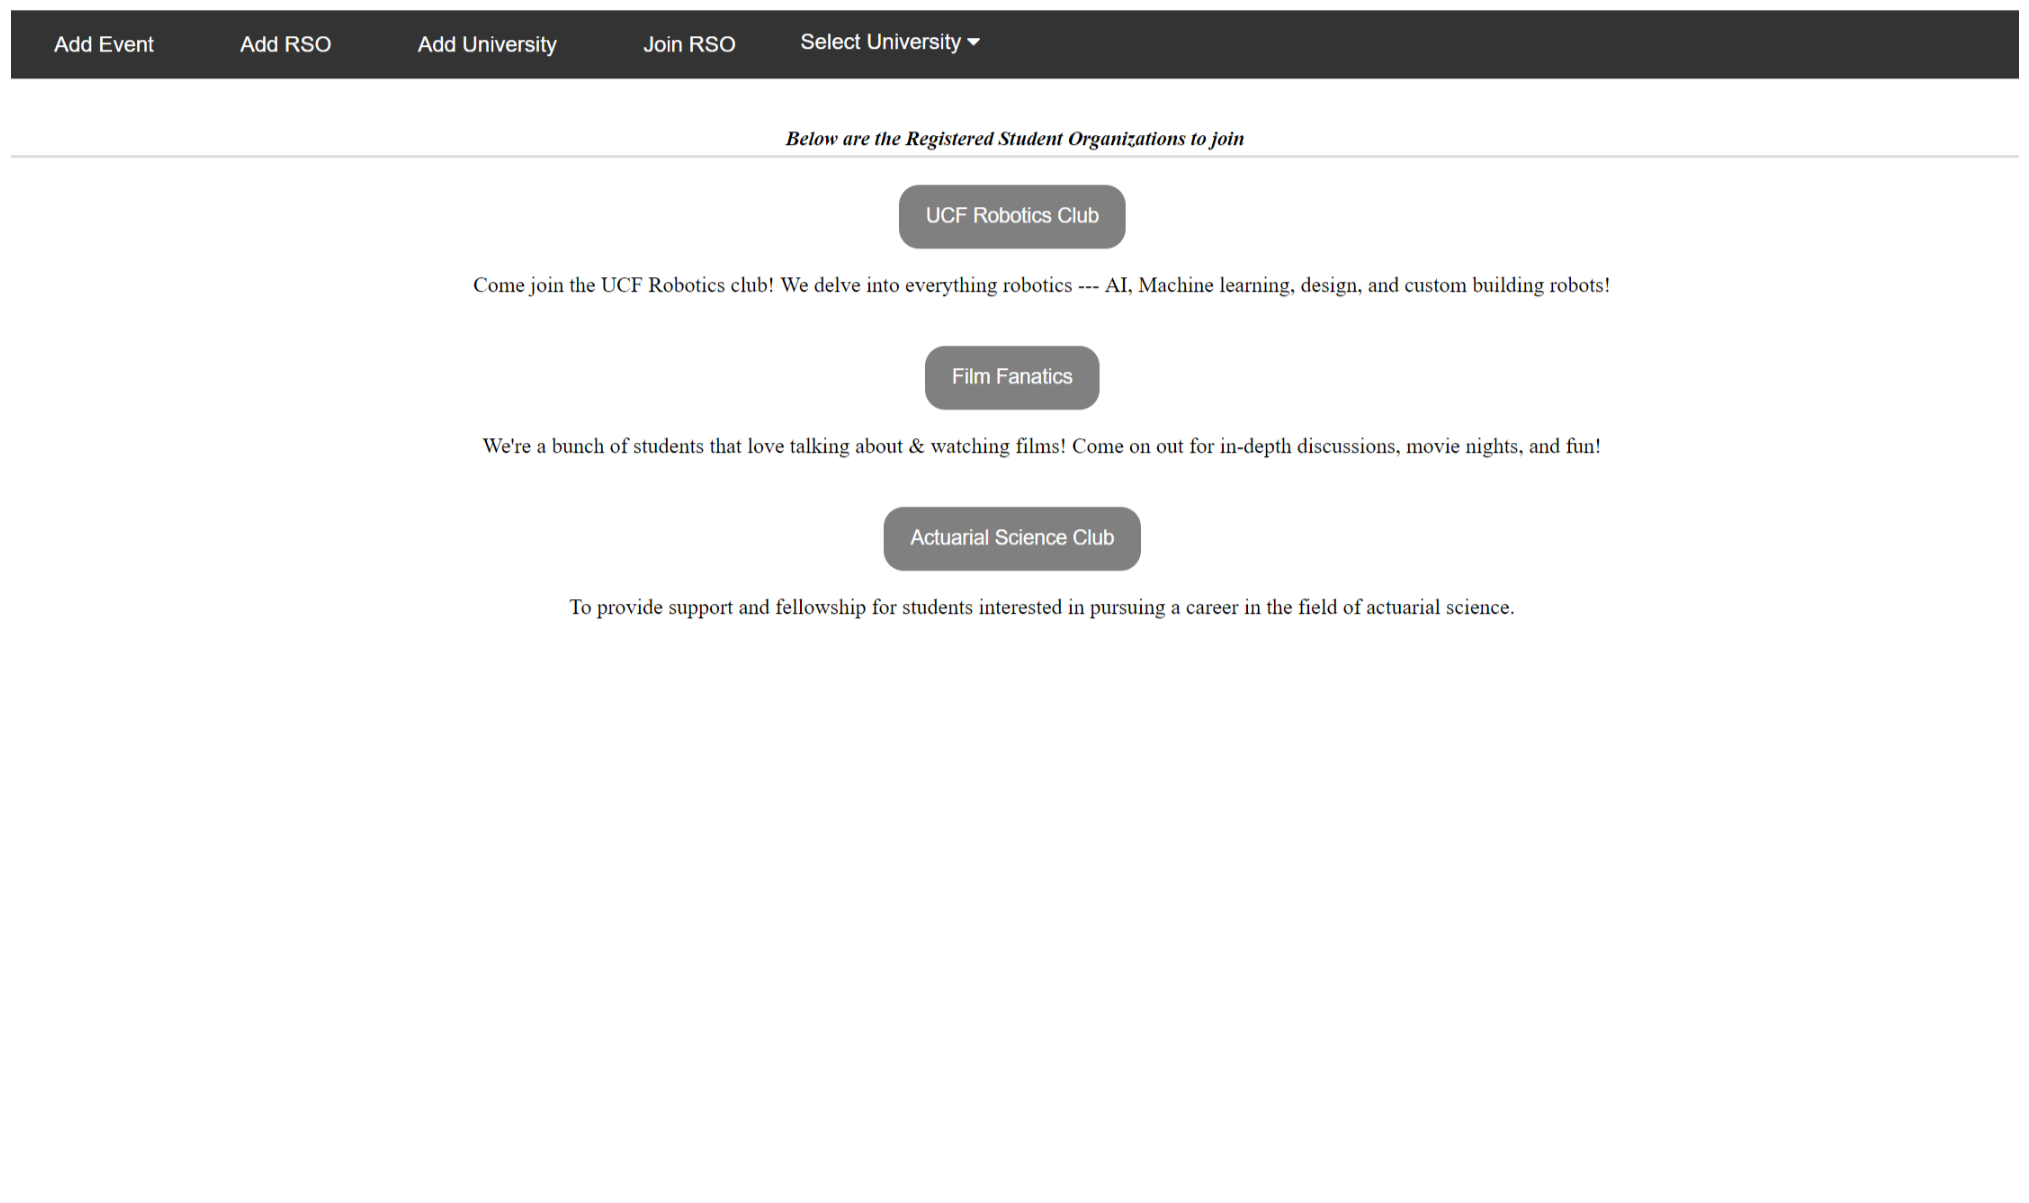 Add Event Add RSO Add University Join RSO Select University
Below are the Registered Student Organizations to join
UCF Robotics Club
Come join the UCF Robotics club! We delve into everything robotics --- AI, Machine learning, design, and custom building robots!
Film Fanatics
We're a bunch of students that love talking about & watching films! Come on out for in-depth discussions, movie nights, and fun!
Actuarial Science Club
To provide support and fellowship for students interested in pursuing a career in the field of actuarial science.